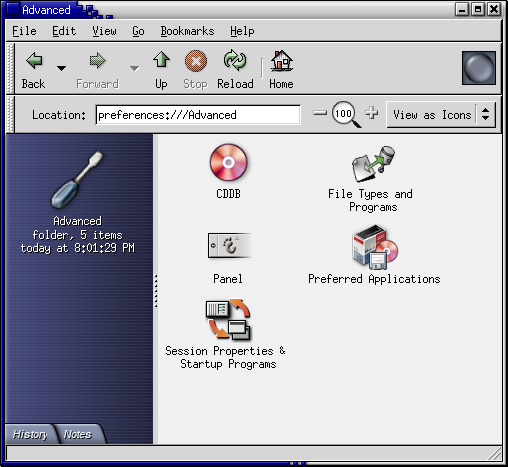 Advanced
File Edit View Go Bookmarks Help
Back Forward Up Stop Reload Home
Location: preferences:///Advanced 100 View as Icons
Advanced
folder, 5 items
today at 8:01:29 PM
CDDB
File Types and
Programs
Panel
Preferred Applications
Session Properties &
Startup Programs
History Notes